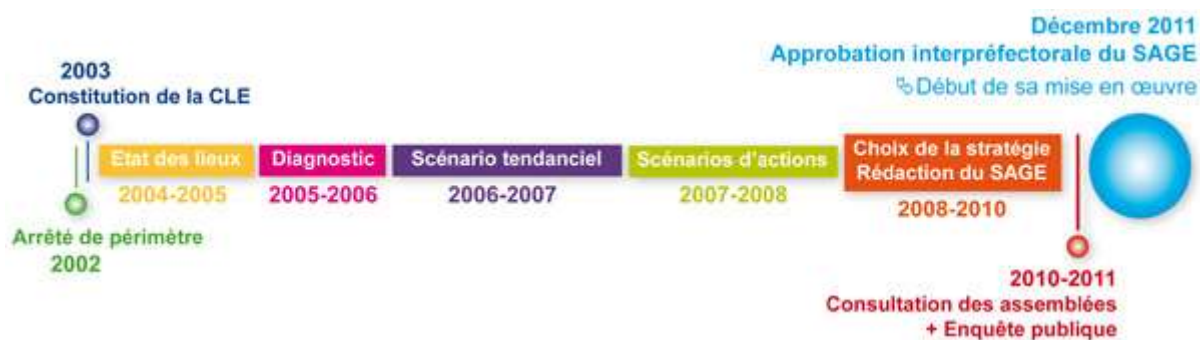 Décembre 2011
Approbation interpréfectorale du SAGE
Début de sa mise en œuvre
2003
Constitution de la CLE
Etat des lieux
2004-2005
Diagnostic
2005-2006
Scénario tendanciel
2006-2007
Scénarios d'actions
2007-2008
Choix de la stratégie
Rédaction du SAGE
2008-2010
Arrêté de périmètre
2002
2010-2011
Consultation des assemblées
+ Enquête publique